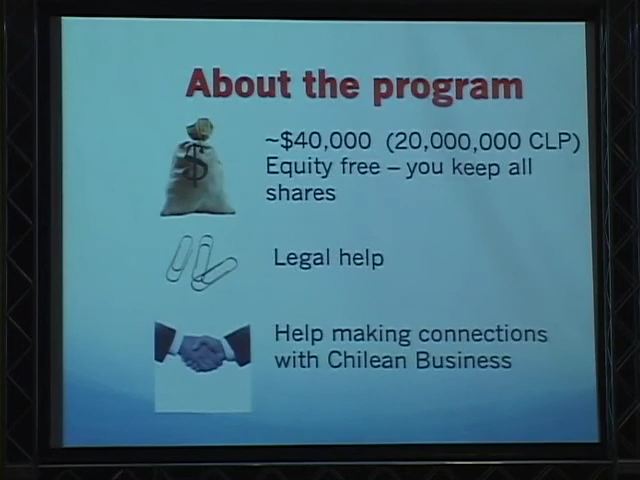 About the program
~$40,000 (20,000,000 CLP)
Equity free – you keep all
shares
$
Legal help
Help making connections
with Chilean Business